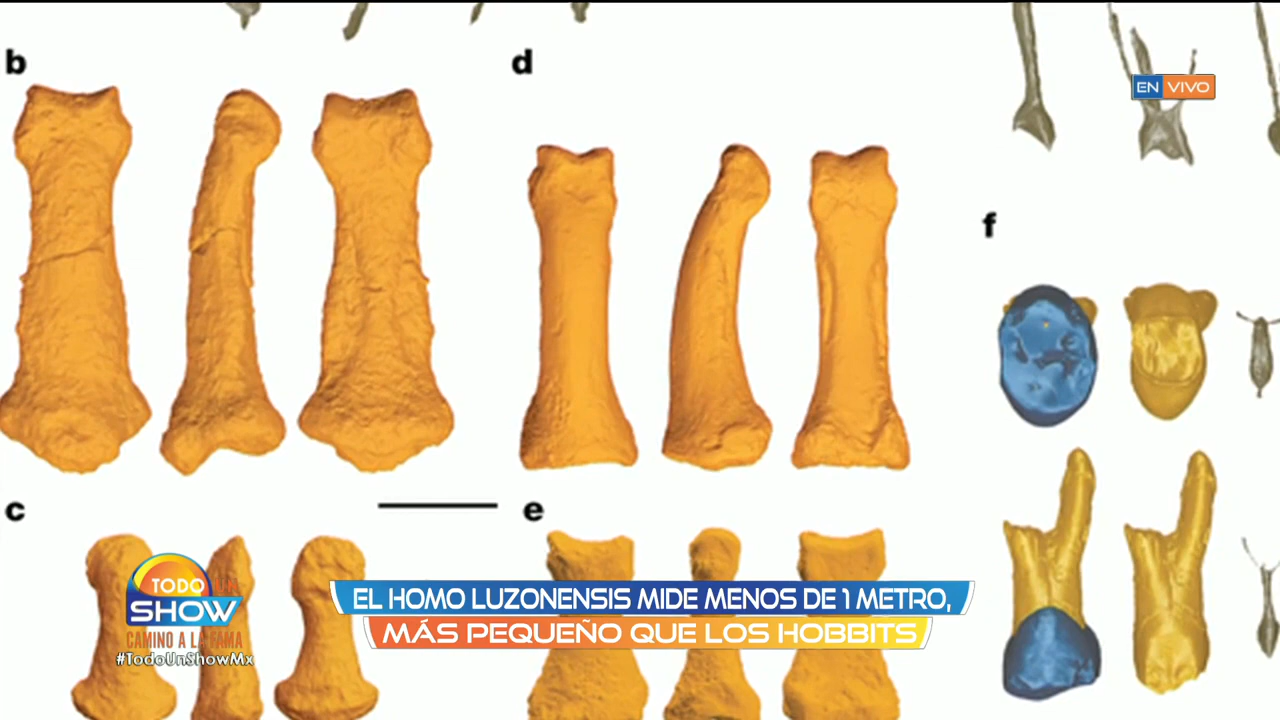 b
d
EN VIVO
f
c
e
TODO UN
SHOW
CAMINO A LA FAMA
#TodoUnShowMx
EL HOMO LUZONENSIS MIDE MENOS DE 1 METRO,
MÁS PEQUEÑO QUE LOS HOBBITS